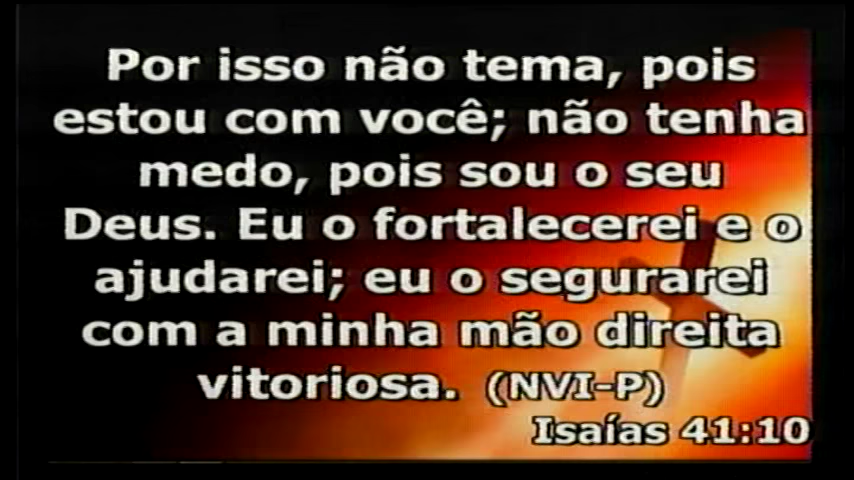 Por isso não tema, pois
estou com você; não tenha
medo, pois sou o seu
Deus. Eu o fortalecerei e o
ajudarei; eu o segurarei
com a minha mão direita
vitoriosa. (NVI-P)
Isaías 41:10